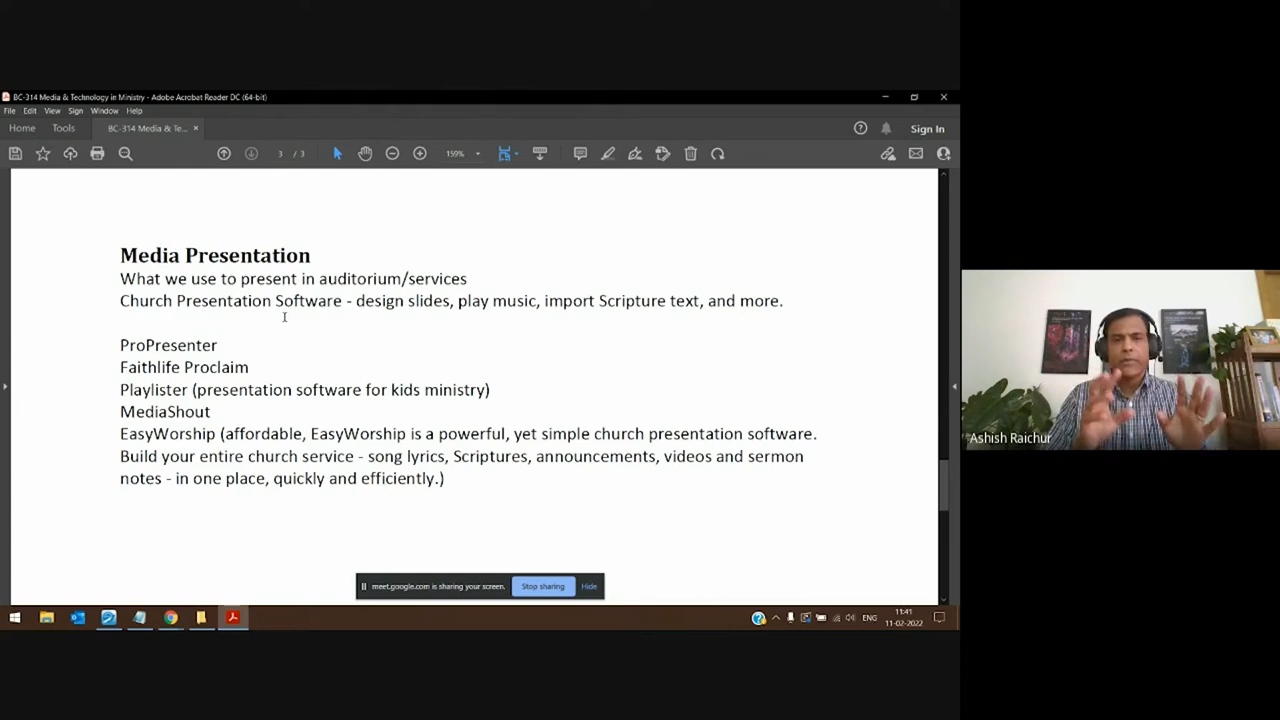 BC-314 Media & Technology in Ministry - Adobe Acrobat Reader DC (64-bit)
File Edit View Sign Window Help
Home Tools BC-314 Media & Te... × Sign In
3 / 3 159%
Media Presentation
What we use to present in auditorium/services
Church Presentation Software - design slides, play music, import Scripture text, and more.
ProPresenter
Faithlife Proclaim
Playlister (presentation software for kids ministry)
MediaShout
EasyWorship (affordable, EasyWorship is a powerful, yet simple church presentation software.
Build your entire church service - song lyrics, Scriptures, announcements, videos and sermon
notes - in one place, quickly and efficiently.)
Ashish Raichur
meet.google.com is sharing your screen. Stop sharing Hide
ENG 11:41
11-02-2022